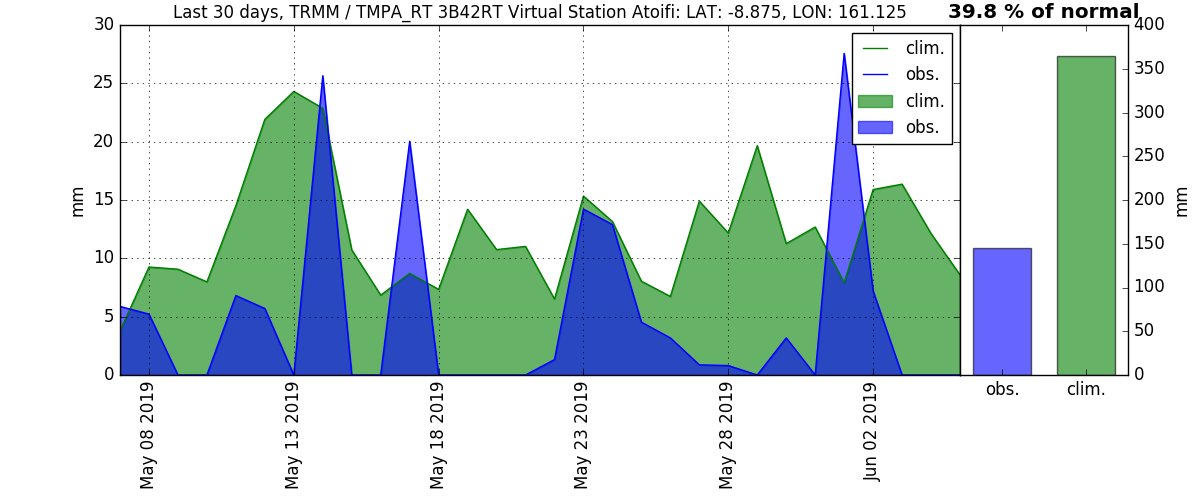 Last 30 days, TRMM / TMPA_RT 3B42RT Virtual Station Atoifi: LAT: -8.875, LON: 161.125
39.8 % of normal
30
25
20
15
10
5
0
mm
clim.
obs.
clim.
obs.
400
350
300
250
200
150
100
50
0
mm
May 08 2019
May 13 2019
May 18 2019
May 23 2019
May 28 2019
Jun 02 2019
obs.
clim.